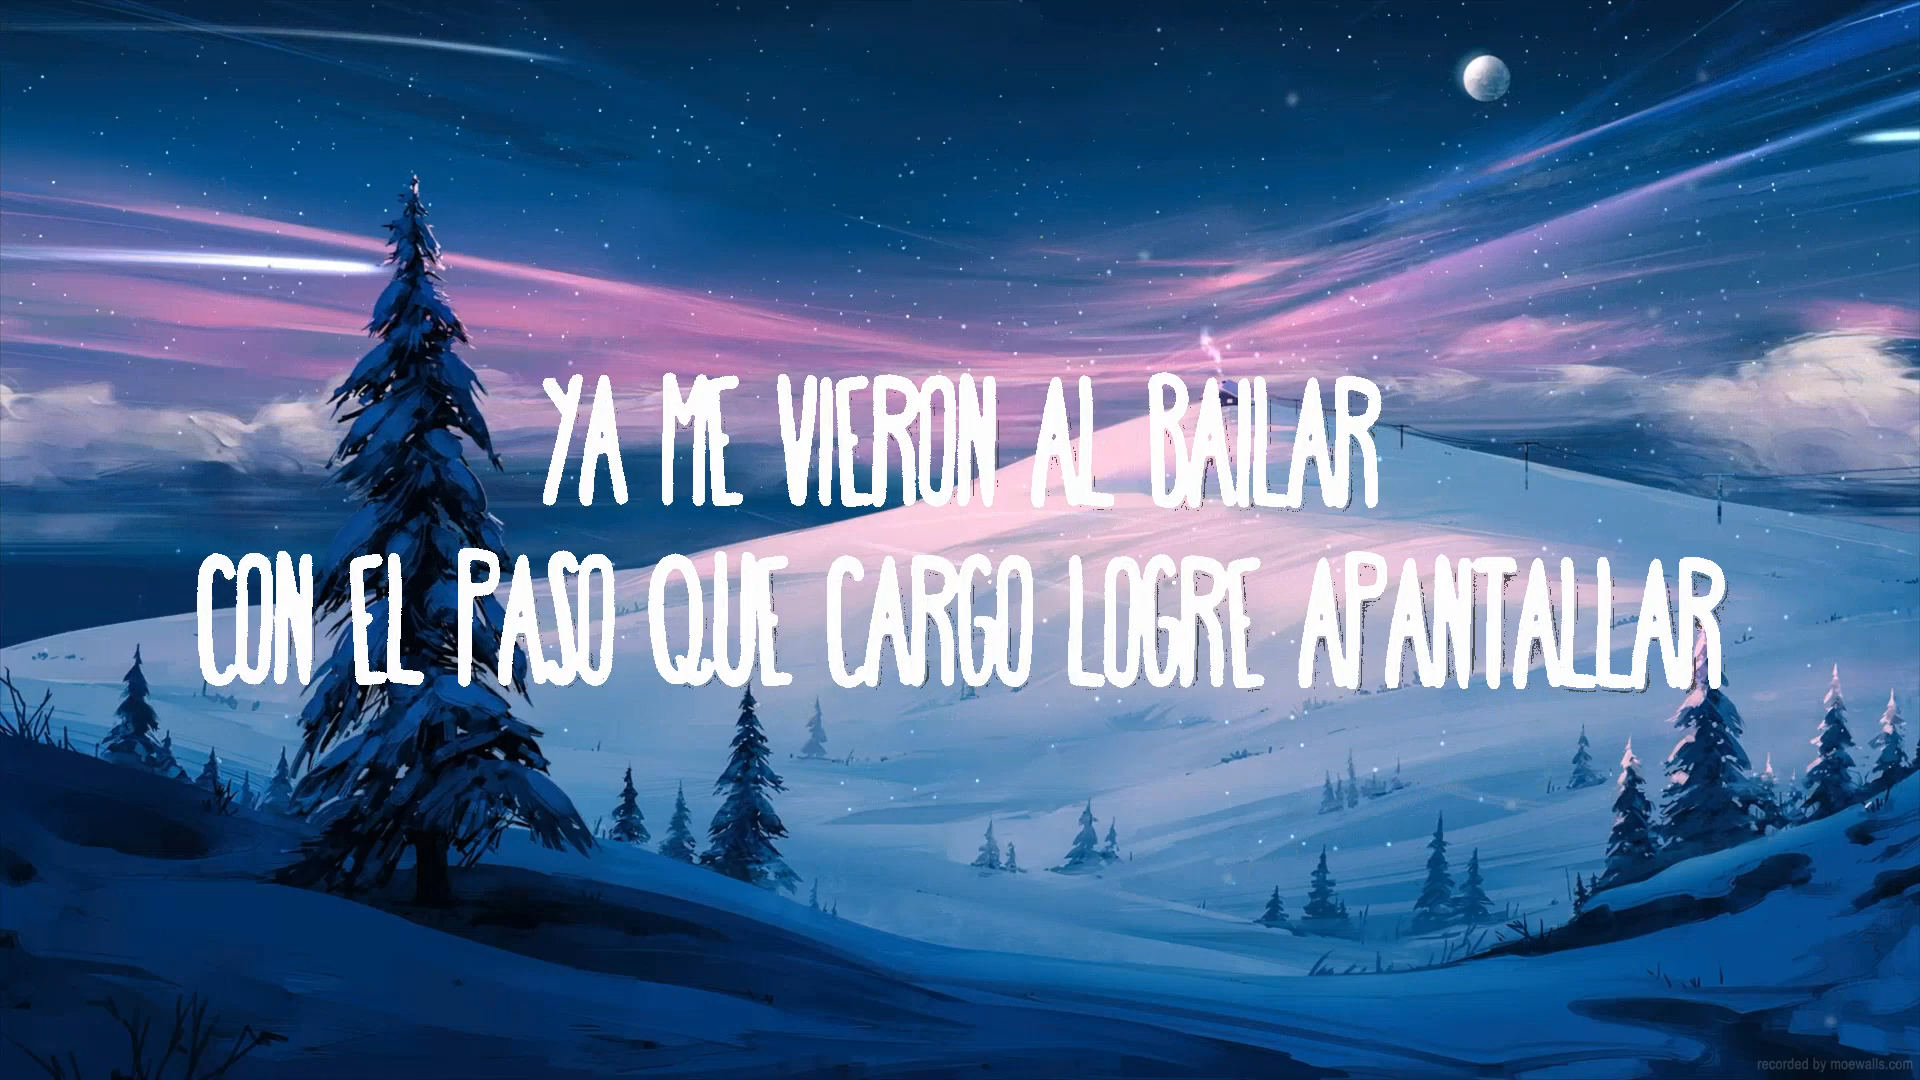 YA ME VIERON AL BAILAR
CON EL PASO QUE CARGO LOGRE APANTALLAR
recorded by moewalls.com